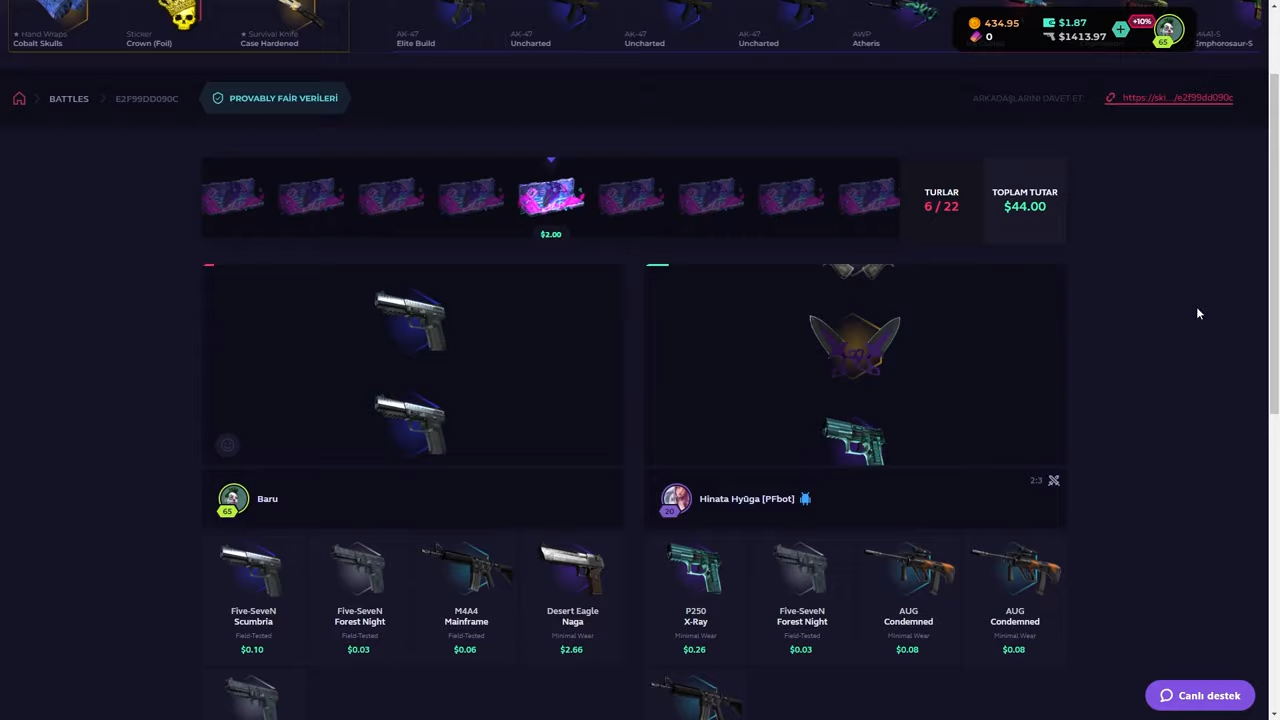 ★ Hand Wraps
Cobalt Skulls
Sticker
Crown (Foil)
★ Survival Knife
Case Hardened
AK-47
Elite Build
AK-47
Uncharted
AK-47
Uncharted
AK-47
Uncharted
AWP
Atheris
M4A1-S
Emphorosaur-S
434.95
0
$1.87
$1413.97
+10%
65
BATTLES
E2F99DD090C
PROVABLY FAİR VERİLERİ
ARKADAŞLARINI DAVET ET:
https://ski.../e2f99dd090c
$2.00
TURLAR
6 / 22
TOPLAM TUTAR
$44.00
65
Baru
20
Hinata Hyūga [PFbot]
2:3
Five-SeveN
Scumbria
Field-Tested
$0.10
Five-SeveN
Forest Night
Field-Tested
$0.03
M4A4
Mainframe
Field-Tested
$0.06
Desert Eagle
Naga
Minimal Wear
$2.66
P250
X-Ray
Minimal Wear
$0.26
Five-SeveN
Forest Night
Field-Tested
$0.03
AUG
Condemned
Minimal Wear
$0.08
AUG
Condemned
Minimal Wear
$0.08
Canlı destek